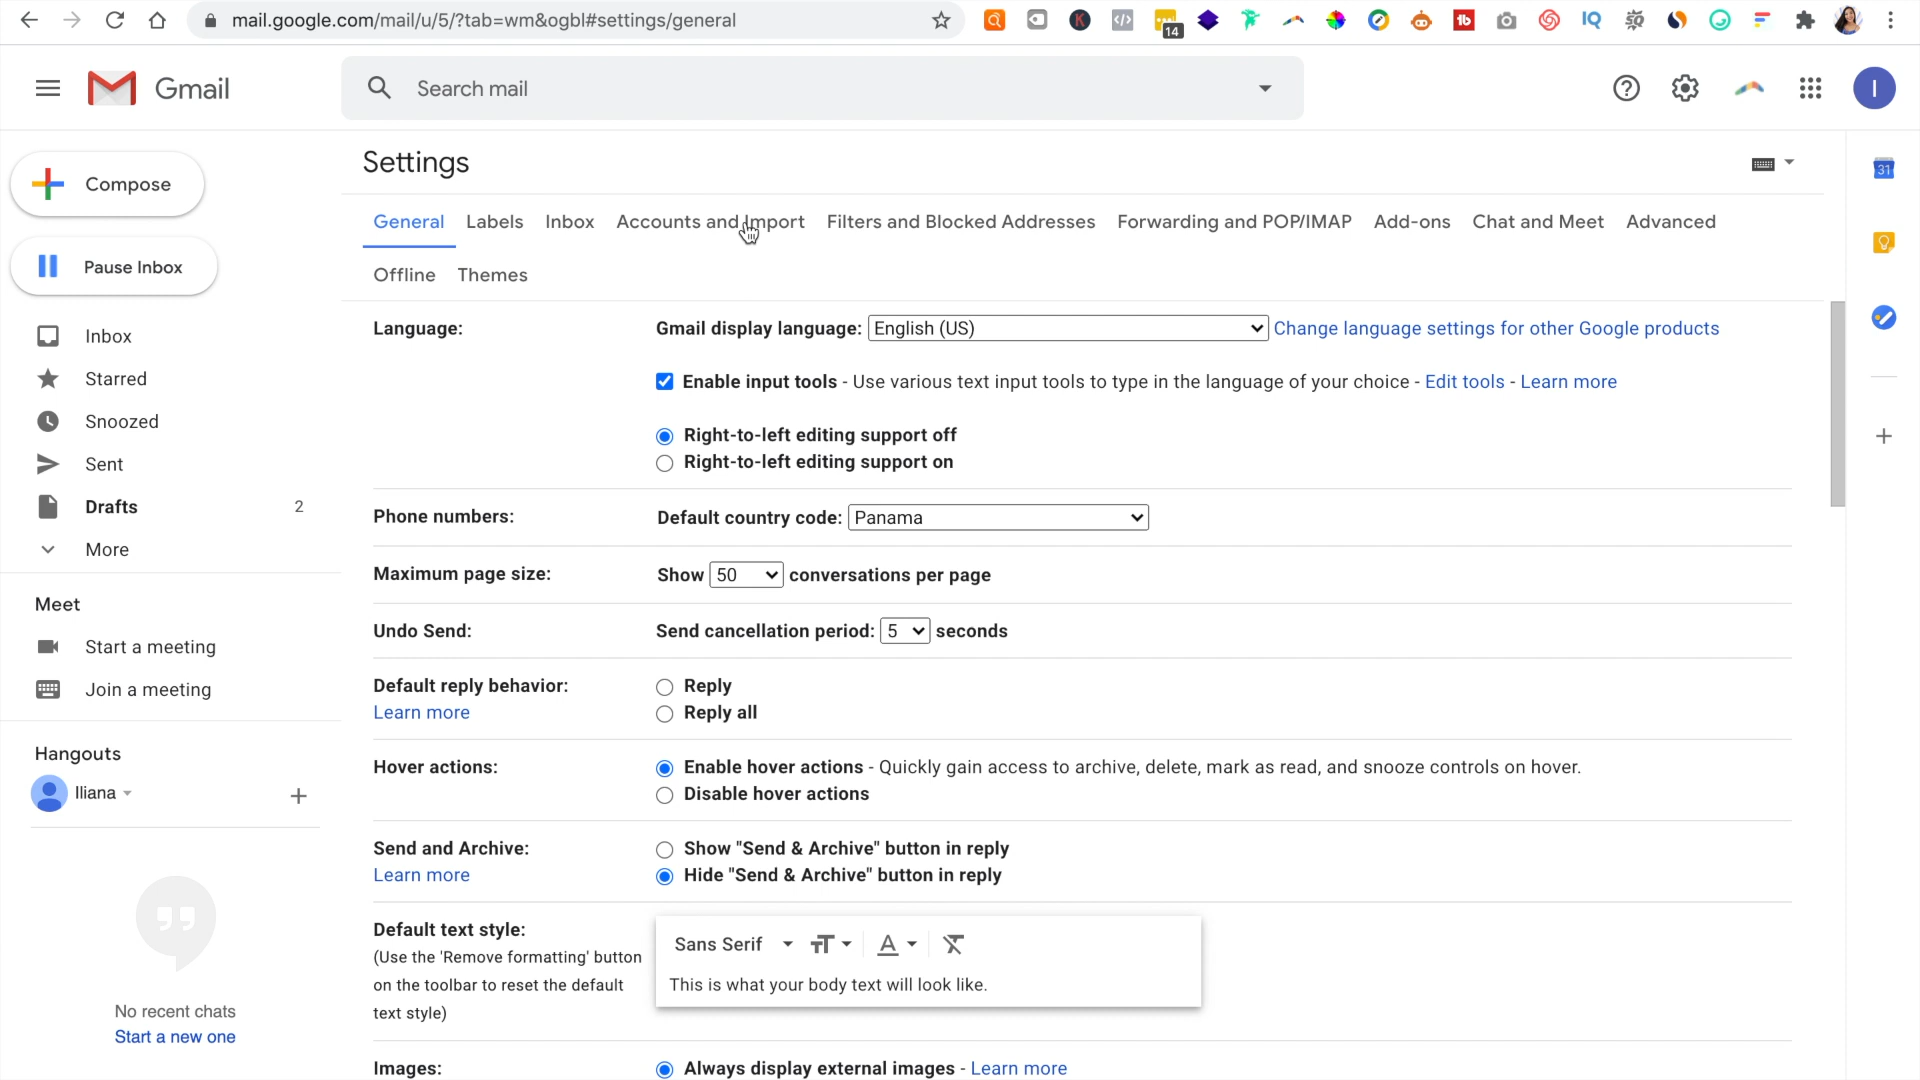 mail.google.com/mail/u/5/?tab=wm&ogbl#settings/general
14
Gmail
Search mail
Compose
Pause Inbox
Inbox
Starred
Snoozed
Sent
Drafts 2
More
Meet
Start a meeting
Join a meeting
Hangouts
Iliana
No recent chats
Start a new one
Settings
General Labels Inbox Accounts and Import Filters and Blocked Addresses Forwarding and POP/IMAP Add-ons Chat and Meet Advanced
Offline Themes
Language: Gmail display language: English (US) Change language settings for other Google products
Enable input tools - Use various text input tools to type in the language of your choice - Edit tools - Learn more
Right-to-left editing support off
Right-to-left editing support on
Phone numbers: Default country code: Panama
Maximum page size: Show 50 conversations per page
Undo Send: Send cancellation period: 5 seconds
Default reply behavior: Reply
Learn more Reply all
Hover actions: Enable hover actions - Quickly gain access to archive, delete, mark as read, and snooze controls on hover.
Disable hover actions
Send and Archive: Show "Send & Archive" button in reply
Learn more Hide "Send & Archive" button in reply
Default text style: Sans Serif
(Use the 'Remove formatting' button
on the toolbar to reset the default This is what your body text will look like.
text style)
Images: Always display external images - Learn more
I
31